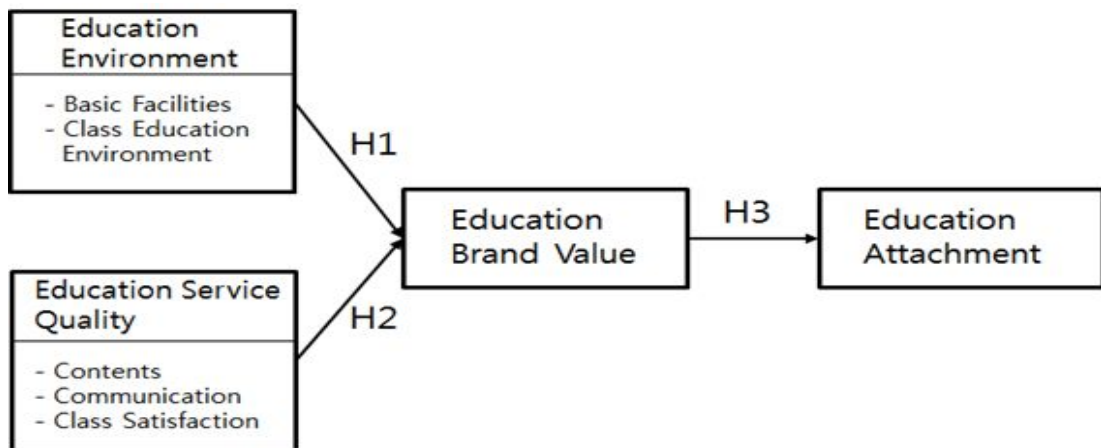 Education
Environment
- Basic Facilities
- Class Education
Environment
H1
Education Service
Quality
- Contents
- Communication
- Class Satisfaction
H2
Education
Brand Value
H3
Education
Attachment